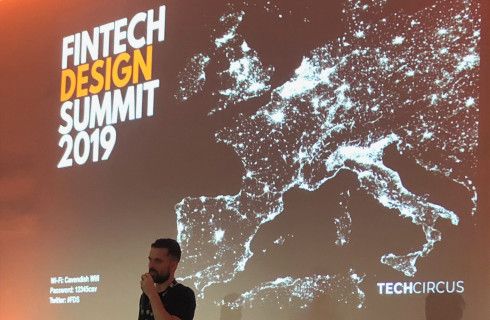 FINTECH
DESIGN
SUMMIT
2019
Wi-Fi: Cavendish Wifi
Password: 12345cav
Twitter: #FDS
TECHCIRCUS